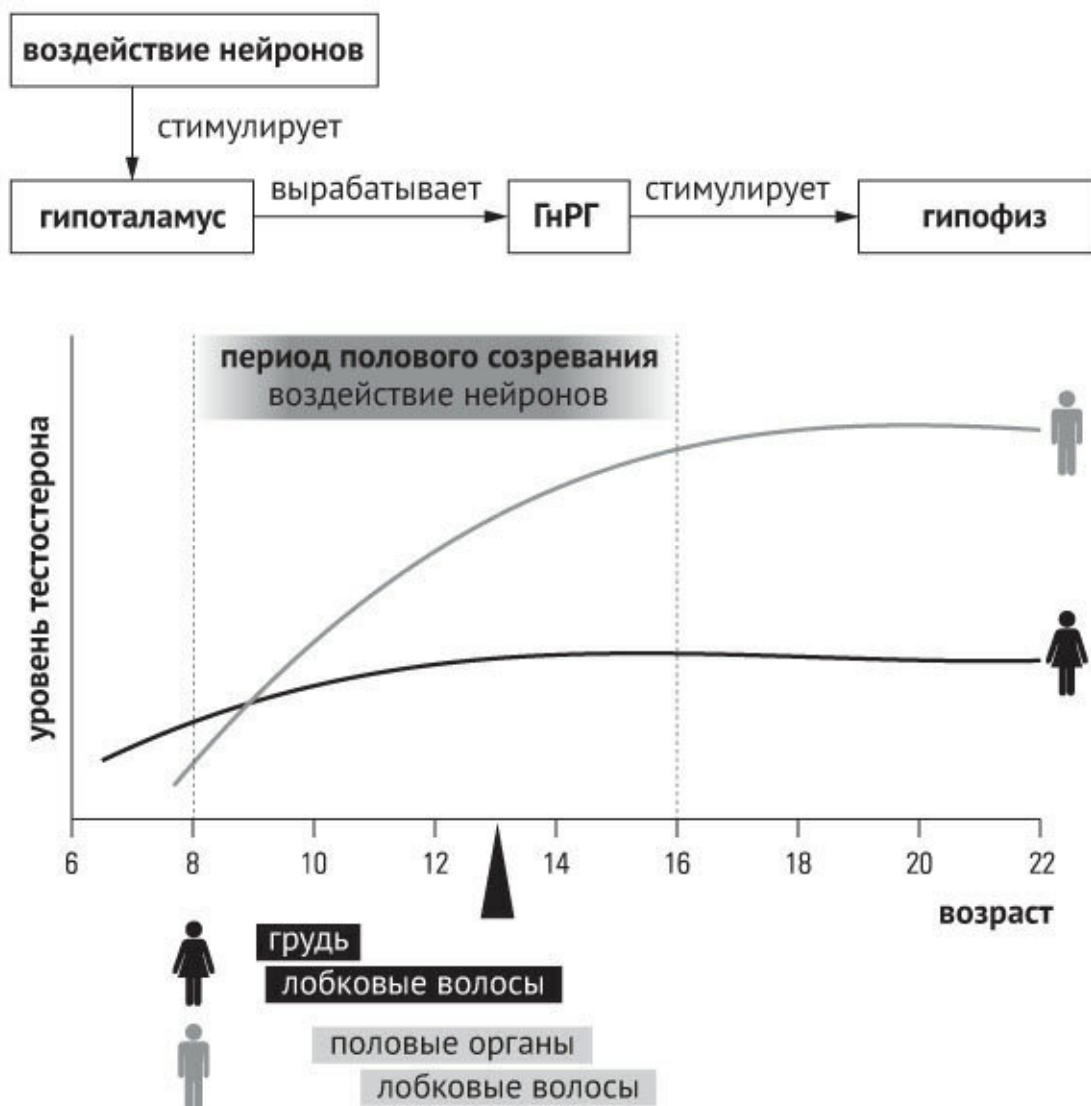 воздействие нейронов
стимулирует
гипоталамус
вырабатывает
ГнРГ
стимулирует
гипофиз
период полового созревания
воздействие нейронов
уровень тестостерона
6 8 10 12 14 16 18 20 22
возраст
грудь
лобковые волосы
половые органы
лобковые волосы